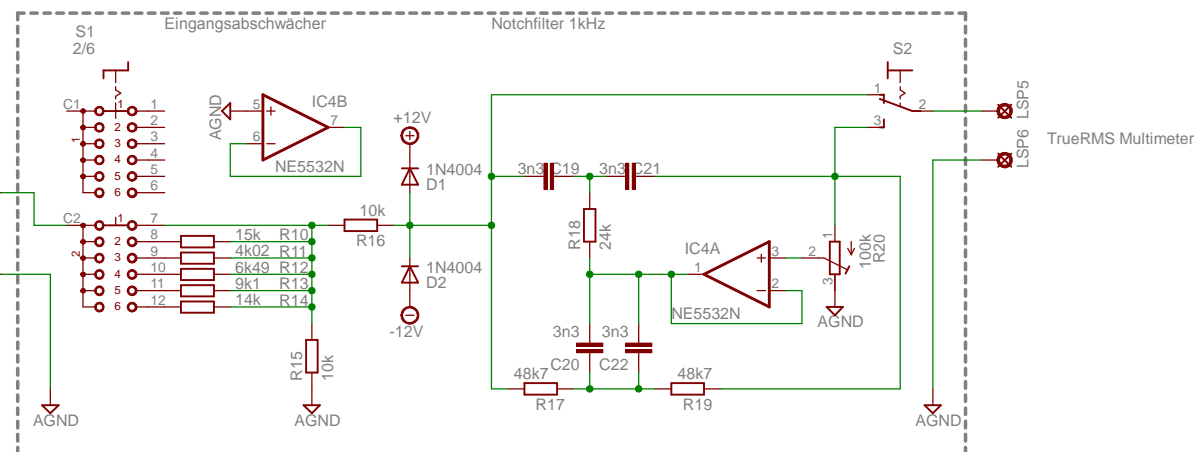 Eingangsabschwächer
Notchfilter 1kHz
S1
2/6
S2
C1
1
1
2
2
3
3
4
4
5
5
6
6
1
AGND
5
+
6
−
7
IC4B
NE5532N
+12V
1N4004
D1
1
2
3
LSP5
LSP6
TrueRMS Multimeter
3n3
C19
3n3
C21
C2
1
7
2
8
15k
R10
3
9
4k02
R11
4
10
6k49
R12
5
11
9k1
R13
6
12
14k
R14
2
10k
R16
1N4004
D2
-12V
R18
24k
IC4A
1
3
+
2
−
NE5532N
1
2
3
100k
R20
AGND
R15
10k
3n3
C20
3n3
C22
48k7
R17
48k7
R19
AGND
AGND
AGND